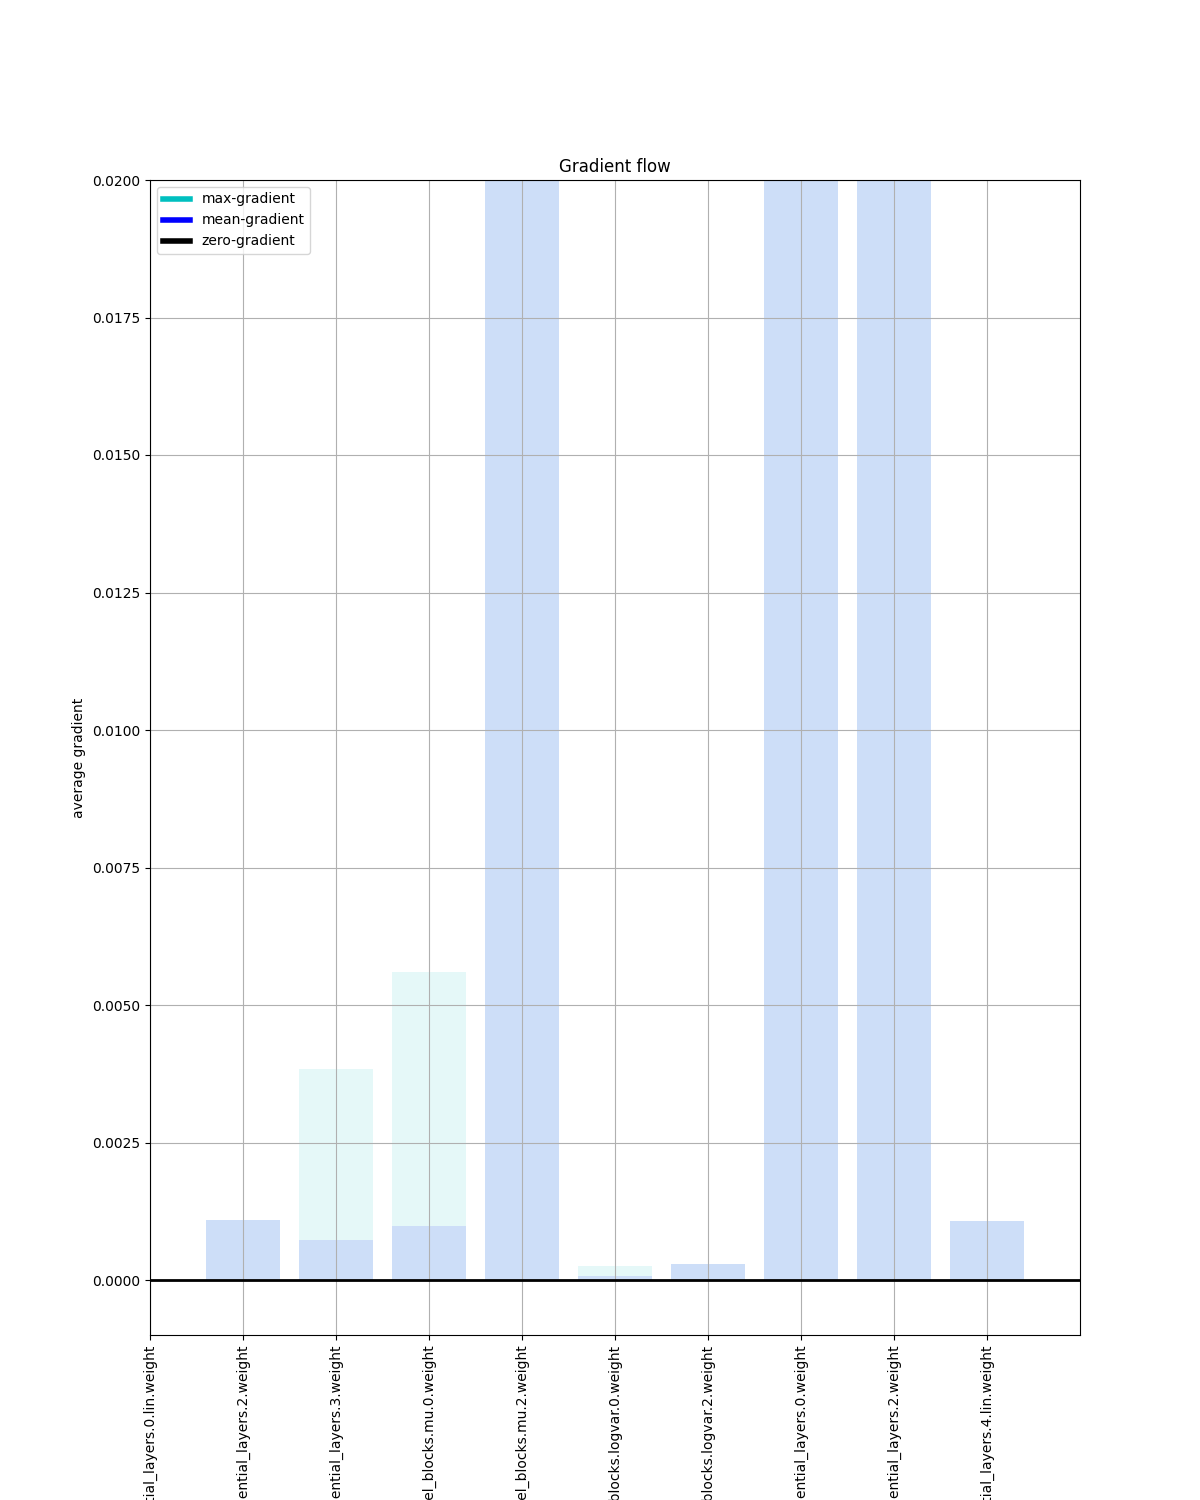 Gradient flow
max-gradient
mean-gradient
zero-gradient
0.0200
0.0175
0.0150
0.0125
0.0100
0.0075
0.0050
0.0025
0.0000
average gradient
tial_layers.0.lin.weight
ential_layers.2.weight
ential_layers.3.weight
el_blocks.mu.0.weight
el_blocks.mu.2.weight
blocks.logvar.0.weight
blocks.logvar.2.weight
ential_layers.0.weight
ential_layers.2.weight
tial_layers.4.lin.weight